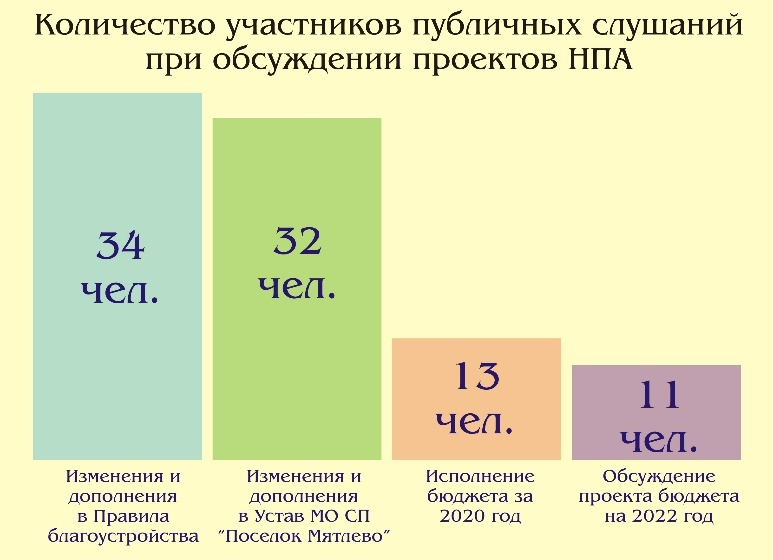 Количество участников публичных слушаний
при обсуждении проектов НПА
34
чел.
32
чел.
13
чел.
11
чел.
Изменения и
дополнения
в Правила
благоустройства
Изменения и
дополнения
в Устав МО СП
"Поселок Мятлево"
Исполнение
бюджета за
2020 год
Обсуждение
проекта бюджета
на 2022 год